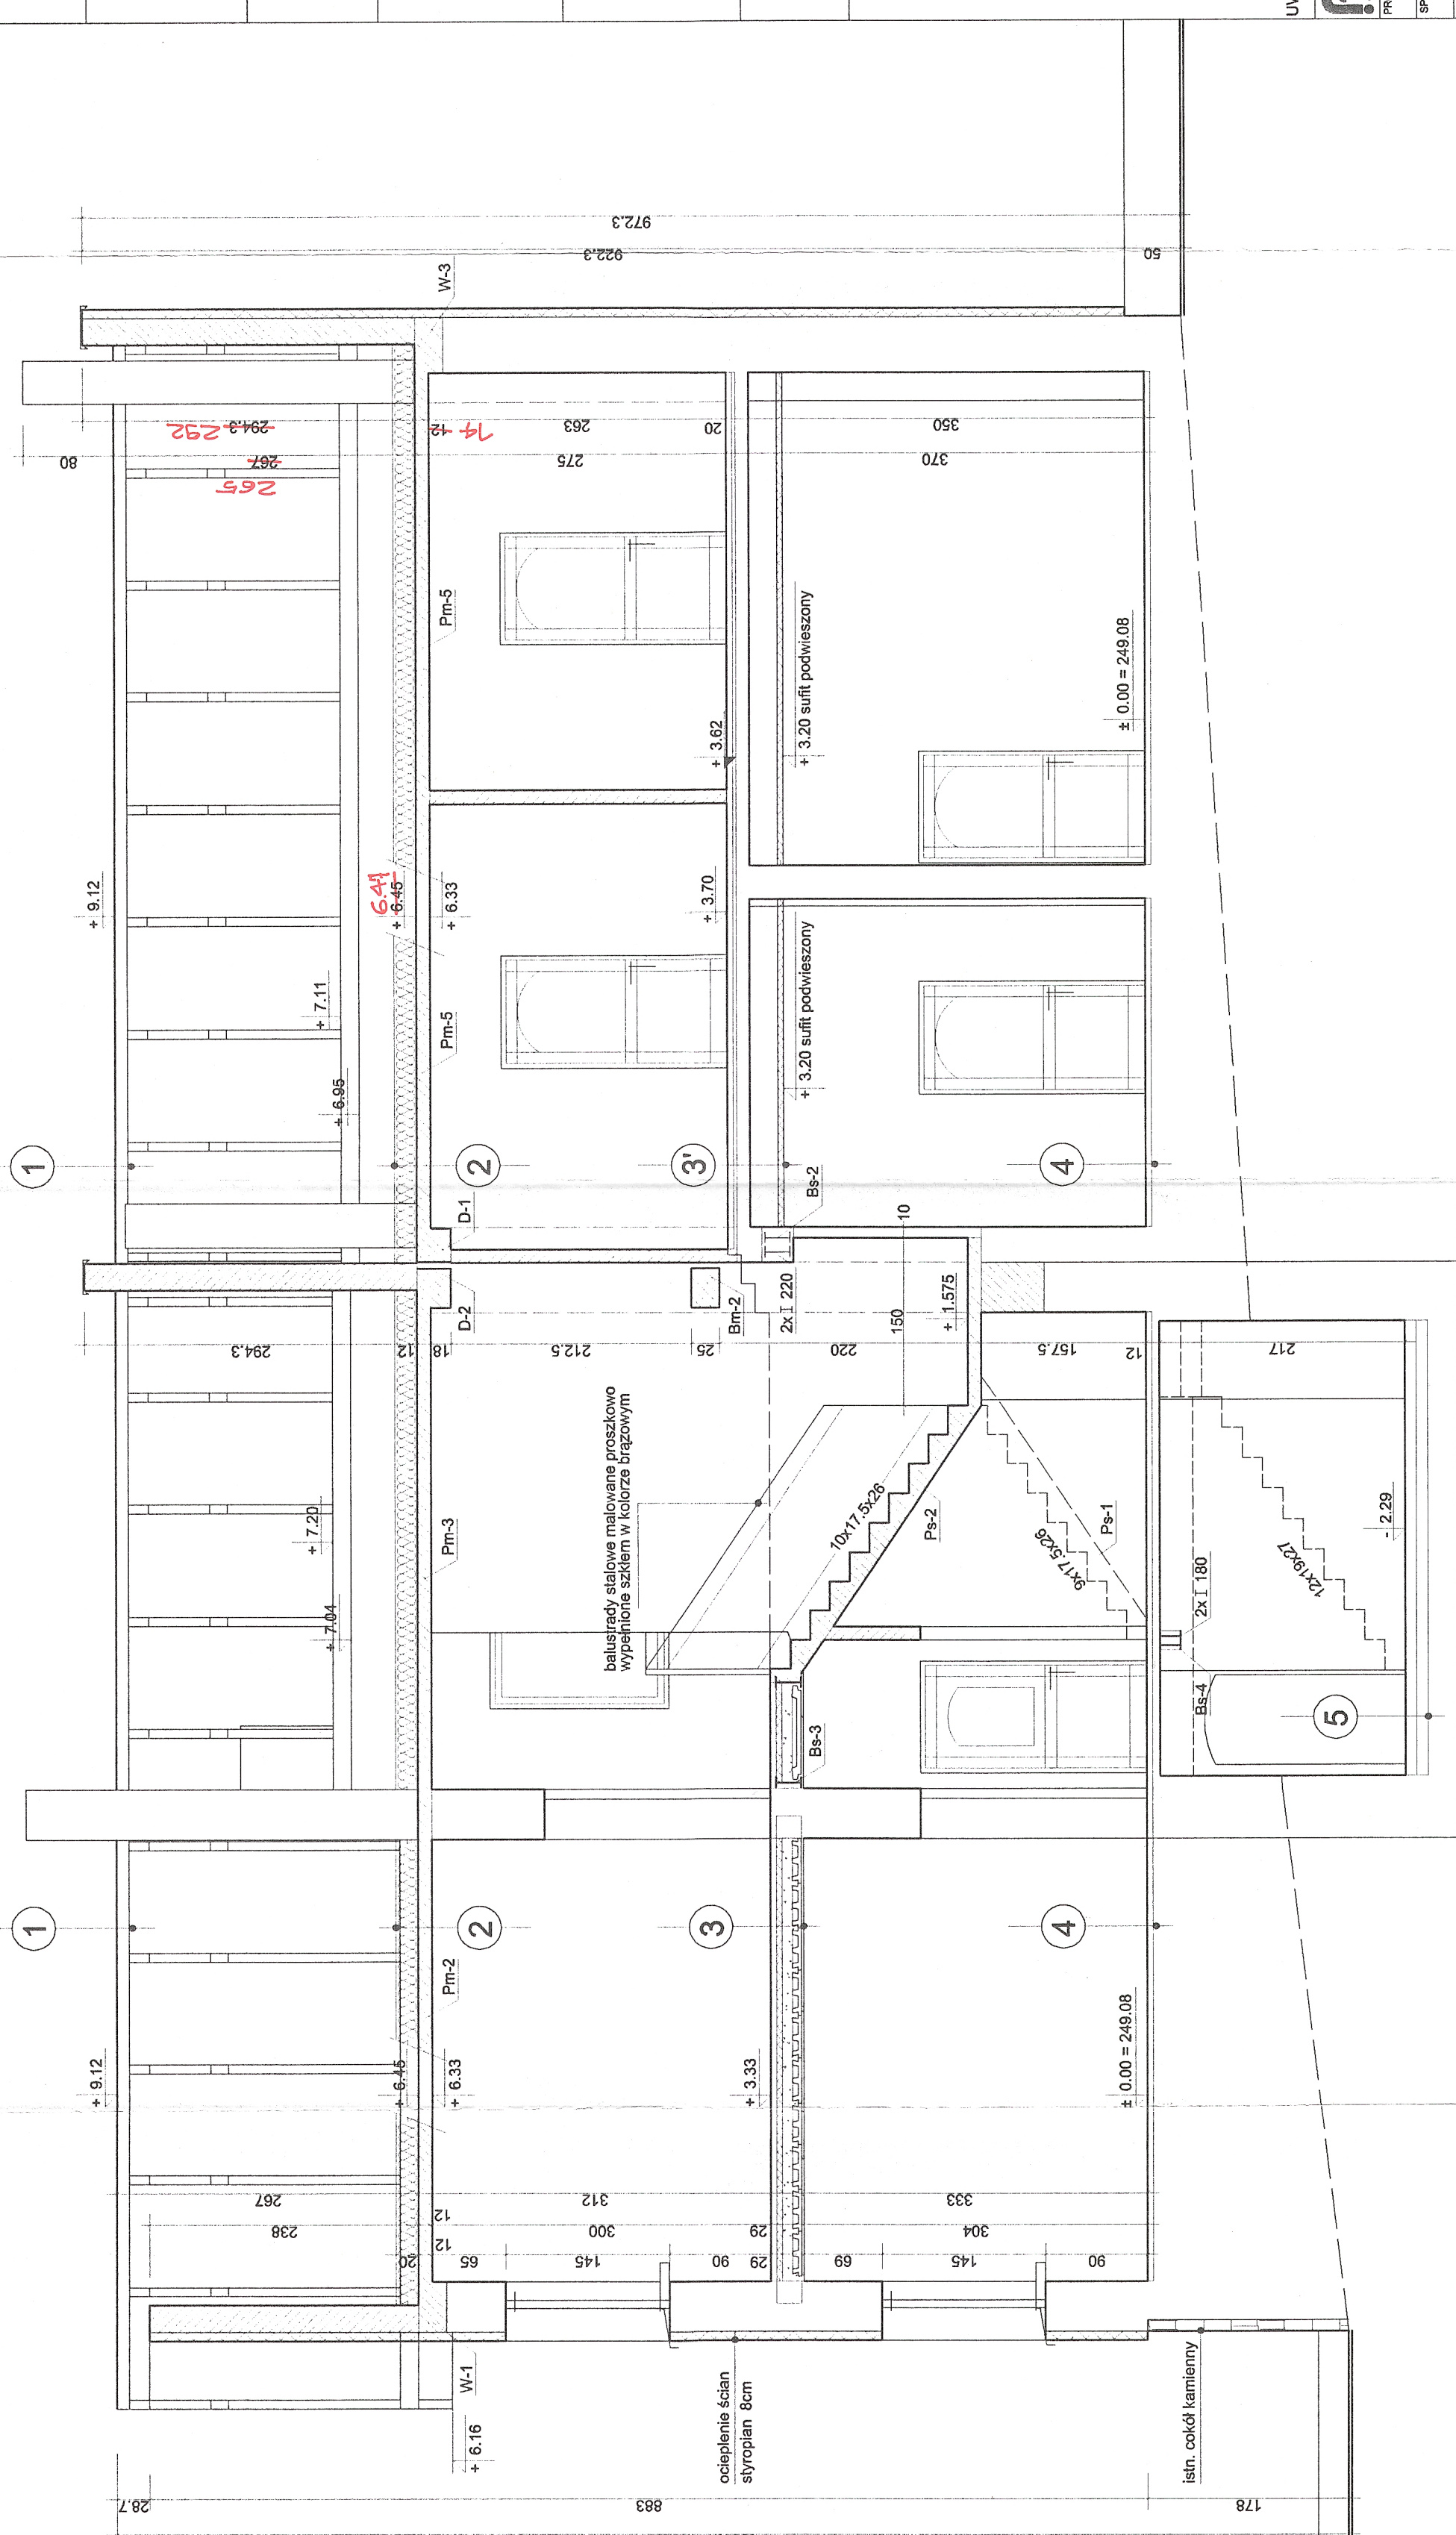 1
+ 9.12
267
238
20
+ 6.45
+ 6.33
12
12
Pm-2
2
W-1
+ 6.16
65
145
90
29
300
29
312
3
+ 3.33
ocieplenie ścian
styropian 8cm
69
145
90
304
333
4
± 0.00 = 249.08
istn. cokół kamienny
28.7
883
178
+ 7.20
+ 7.04
Pm-3
294.3
12
18
212.5
25
220
157.5
12
217
balustrady stalowe malowane proszkowo
wypełnione szkłem w kolorze brązowym
D-2
D-1
Bm-2
2x I 220
Bs-2
150
10
+ 1.575
10x17.5x26
Ps-2
9x17.5x26
Ps-1
Bs-3
2x I 180
Bs-4
12x19x27
- 2.29
5
1
+ 9.12
+ 7.11
+ 6.95
6.47
+ 6.45
+ 6.33
Pm-5
Pm-5
2
3'
+ 3.70
+ 3.62
+ 3.20 sufit podwieszony
+ 3.20 sufit podwieszony
4
± 0.00 = 249.08
80
294.3
292
267
265
12
14
263
275
20
350
370
W-3
922.3
972.3
50
PR
SP